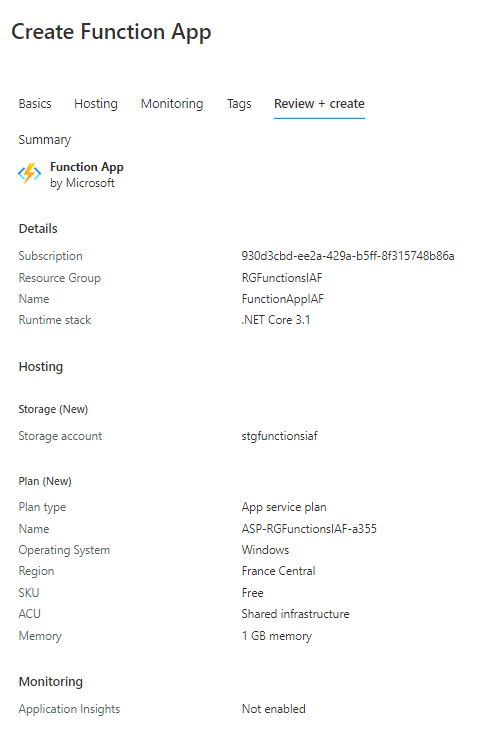 Create Function App
Basics Hosting Monitoring Tags Review + create
Summary
Function App
by Microsoft
Details
Subscription 930d3cbd-ee2a-429a-b5ff-8f315748b86a
Resource Group RGFunctionsIAF
Name FunctionAppIAF
Runtime stack .NET Core 3.1
Hosting
Storage (New)
Storage account stgfunctionsiaf
Plan (New)
Plan type App service plan
Name ASP-RGFunctionsIAF-a355
Operating System Windows
Region France Central
SKU Free
ACU Shared infrastructure
Memory 1 GB memory
Monitoring
Application Insights Not enabled